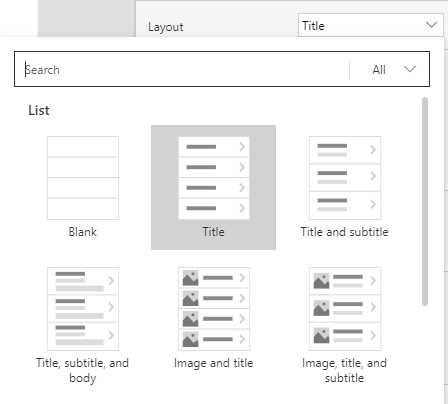 Layout
Title
Search
All
List
Blank
Title
Title and subtitle
Title, subtitle, and
body
Image and title
Image, title, and
subtitle